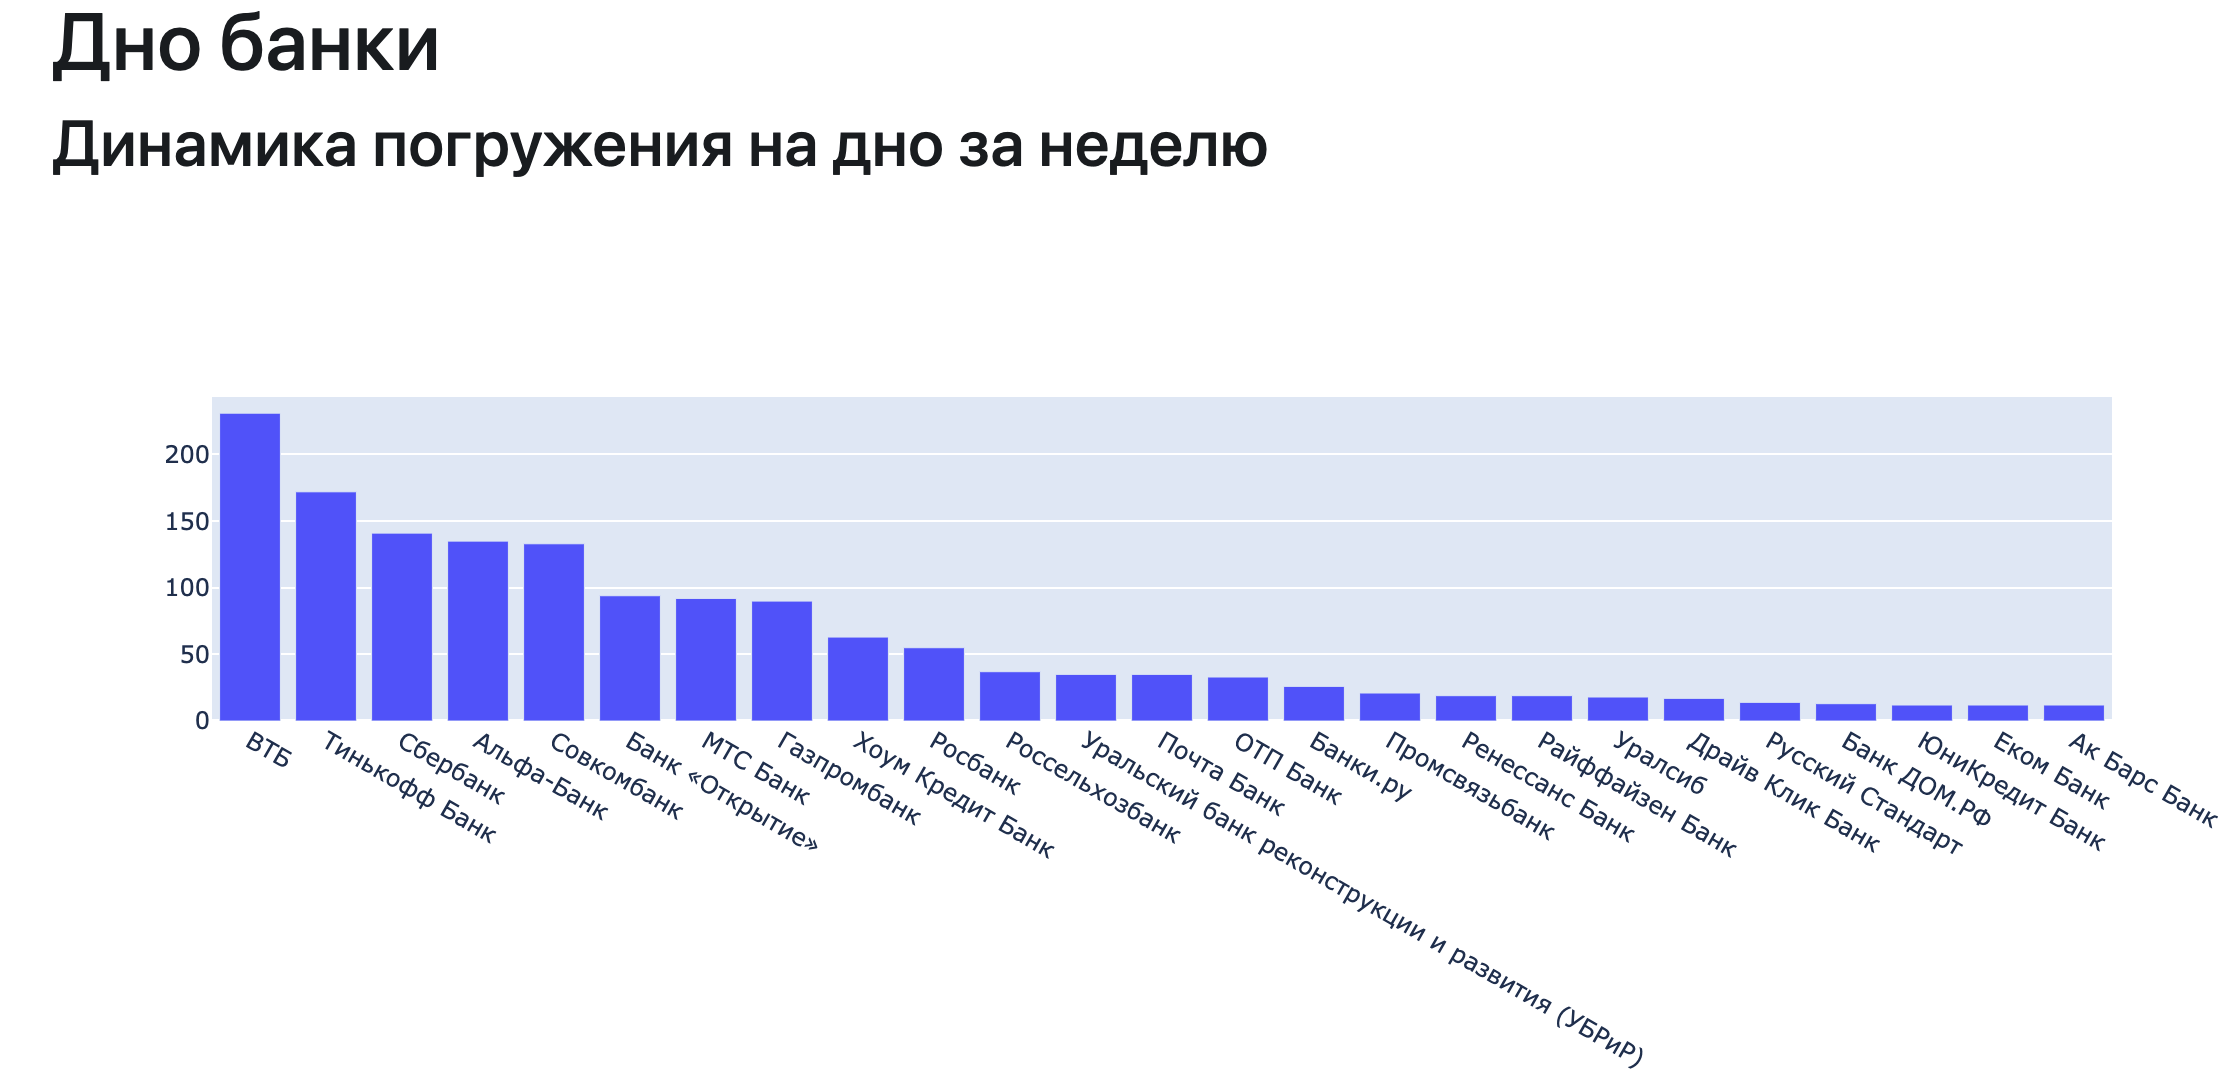 Дно банки
Динамика погружения на дно за неделю
200
150
100
50
0
ВТБ
Тинькофф Банк
Сбербанк
Альфа-Банк
Совкомбанк
Банк «Открытие»
МТС Банк
Газпромбанк
Хоум Кредит Банк
Росбанк
Россельхозбанк
Уральский банк реконструкции и развития (УБРиР)
Почта Банк
ОТП Банк
Банки.ру
Промсвязьбанк
Ренессанс Банк
Райффайзен Банк
Уралсиб
Драйв Клик Банк
Русский Стандарт
Банк ДОМ.РФ
ЮниКредит Банк
Еком Банк
Ак Барс Банк